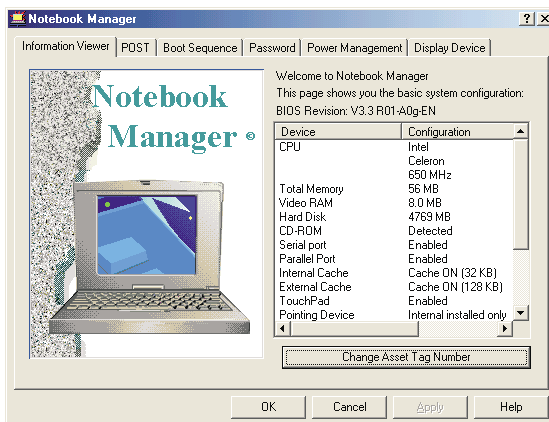 Notebook Manager
Information Viewer POST Boot Sequence Password Power Management Display Device
Notebook
Manager ©
Welcome to Notebook Manager
This page shows you the basic system configuration:
BIOS Revision: V3.3 R01-A0g-EN
Device Configuration
CPU Intel
Celeron
650 MHz
Total Memory 56 MB
Video RAM 8.0 MB
Hard Disk 4769 MB
CD-ROM Detected
Serial port Enabled
Parallel Port Enabled
Internal Cache Cache ON (32 KB)
External Cache Cache ON (128 KB)
TouchPad Enabled
Pointing Device Internal installed only
Change Asset Tag Number
OK Cancel Apply Help